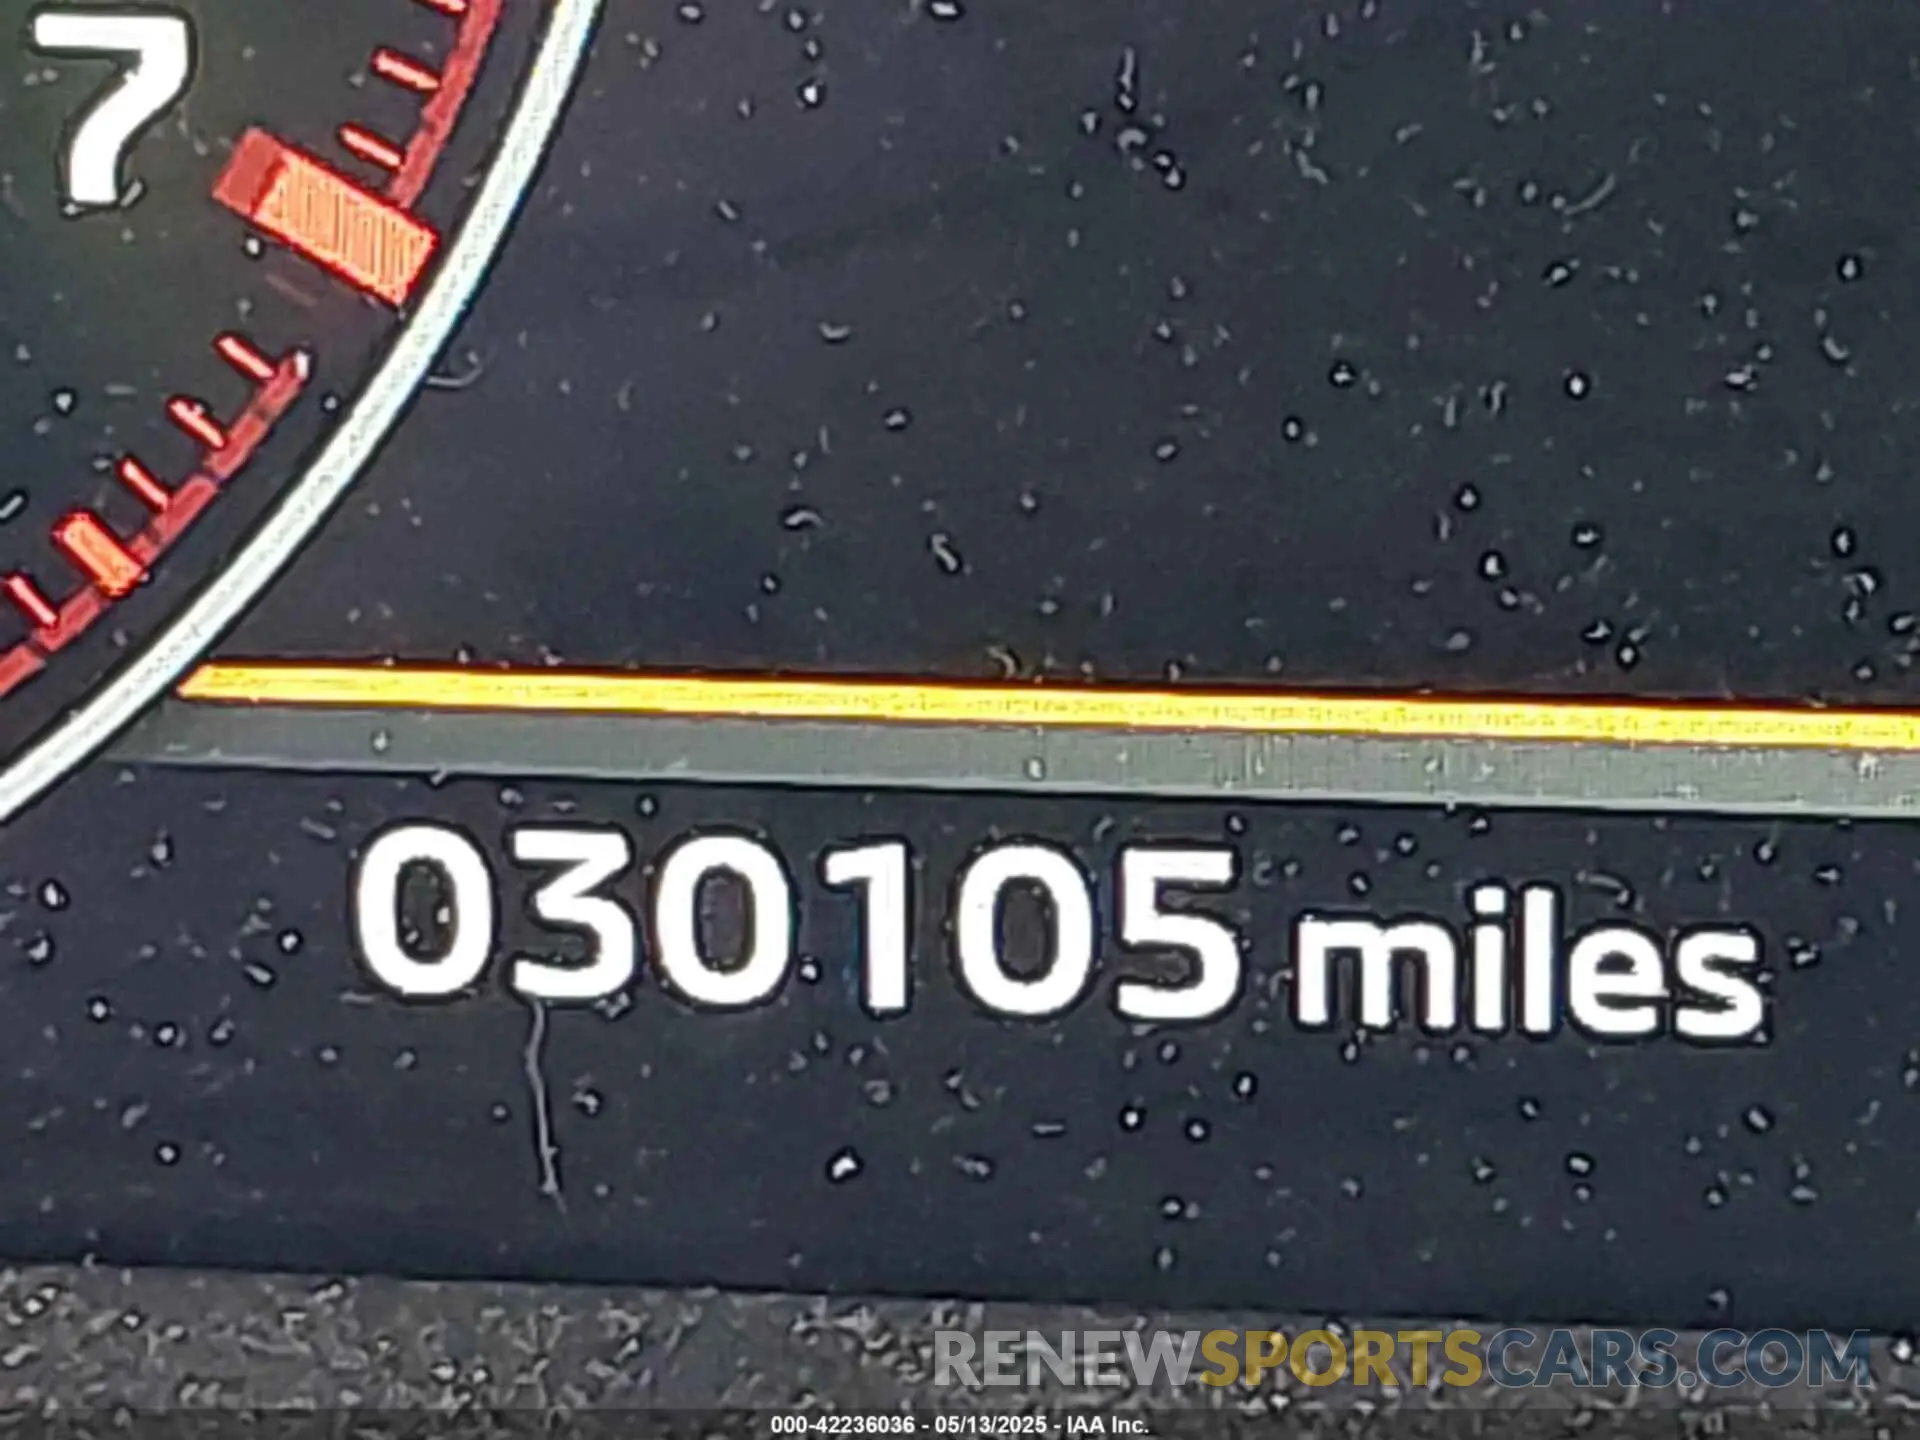 7
030105 miles
RENEWSPORTSCARS.COM
000-42236036 - 05/13/2025 - IAA Inc.